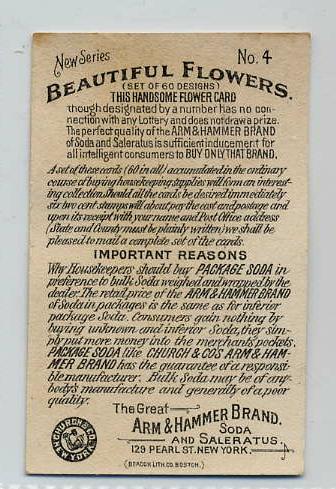 New Series No. 4
BEAUTIFUL FLOWERS.
(SET OF 60 DESIGNS)
THIS HANDSOME FLOWER CARD
though designated by a number has no con-
nection with any Lottery and does not draw a prize.
The perfect quality of the ARM & HAMMER BRAND
of Soda and Saleratus is sufficient inducement for
all intelligent consumers to BUY ONLY THAT BRAND.
A set of these cards (60 in all) accumulated in the ordinary
course of buying housekeeping supplies will form an interest-
ing collection. Should all the cards be desired immediately
six two cent stamps will about pay the cost and postage and
upon its receipt with your name and Post Office address
(State and County must be plainly written) we shall be
pleased to mail a complete set of the cards.
IMPORTANT REASONS
Why Housekeepers should buy PACKAGE SODA in
preference to bulk Soda weighed and wrapped by the
dealer. The retail price of the ARM & HAMMER BRAND
of Soda in packages is the same as for inferior
package Soda. Consumers gain nothing by
buying unknown and inferior Soda, they sim-
ply put more money into the merchants pockets.
PACKAGE SODA like CHURCH & CO'S ARM & HAM-
MER BRAND has the guarantee of a responsi-
ble manufacturer. Bulk Soda may be of any-
body's manufacture and generally of a poor
quality.
The Great
ARM & HAMMER BRAND.
SODA
AND SALERATUS.
129 PEARL ST. NEW YORK.
CHURCH & CO.
NEW YORK
(BEACON LITH. CO. BOSTON.)